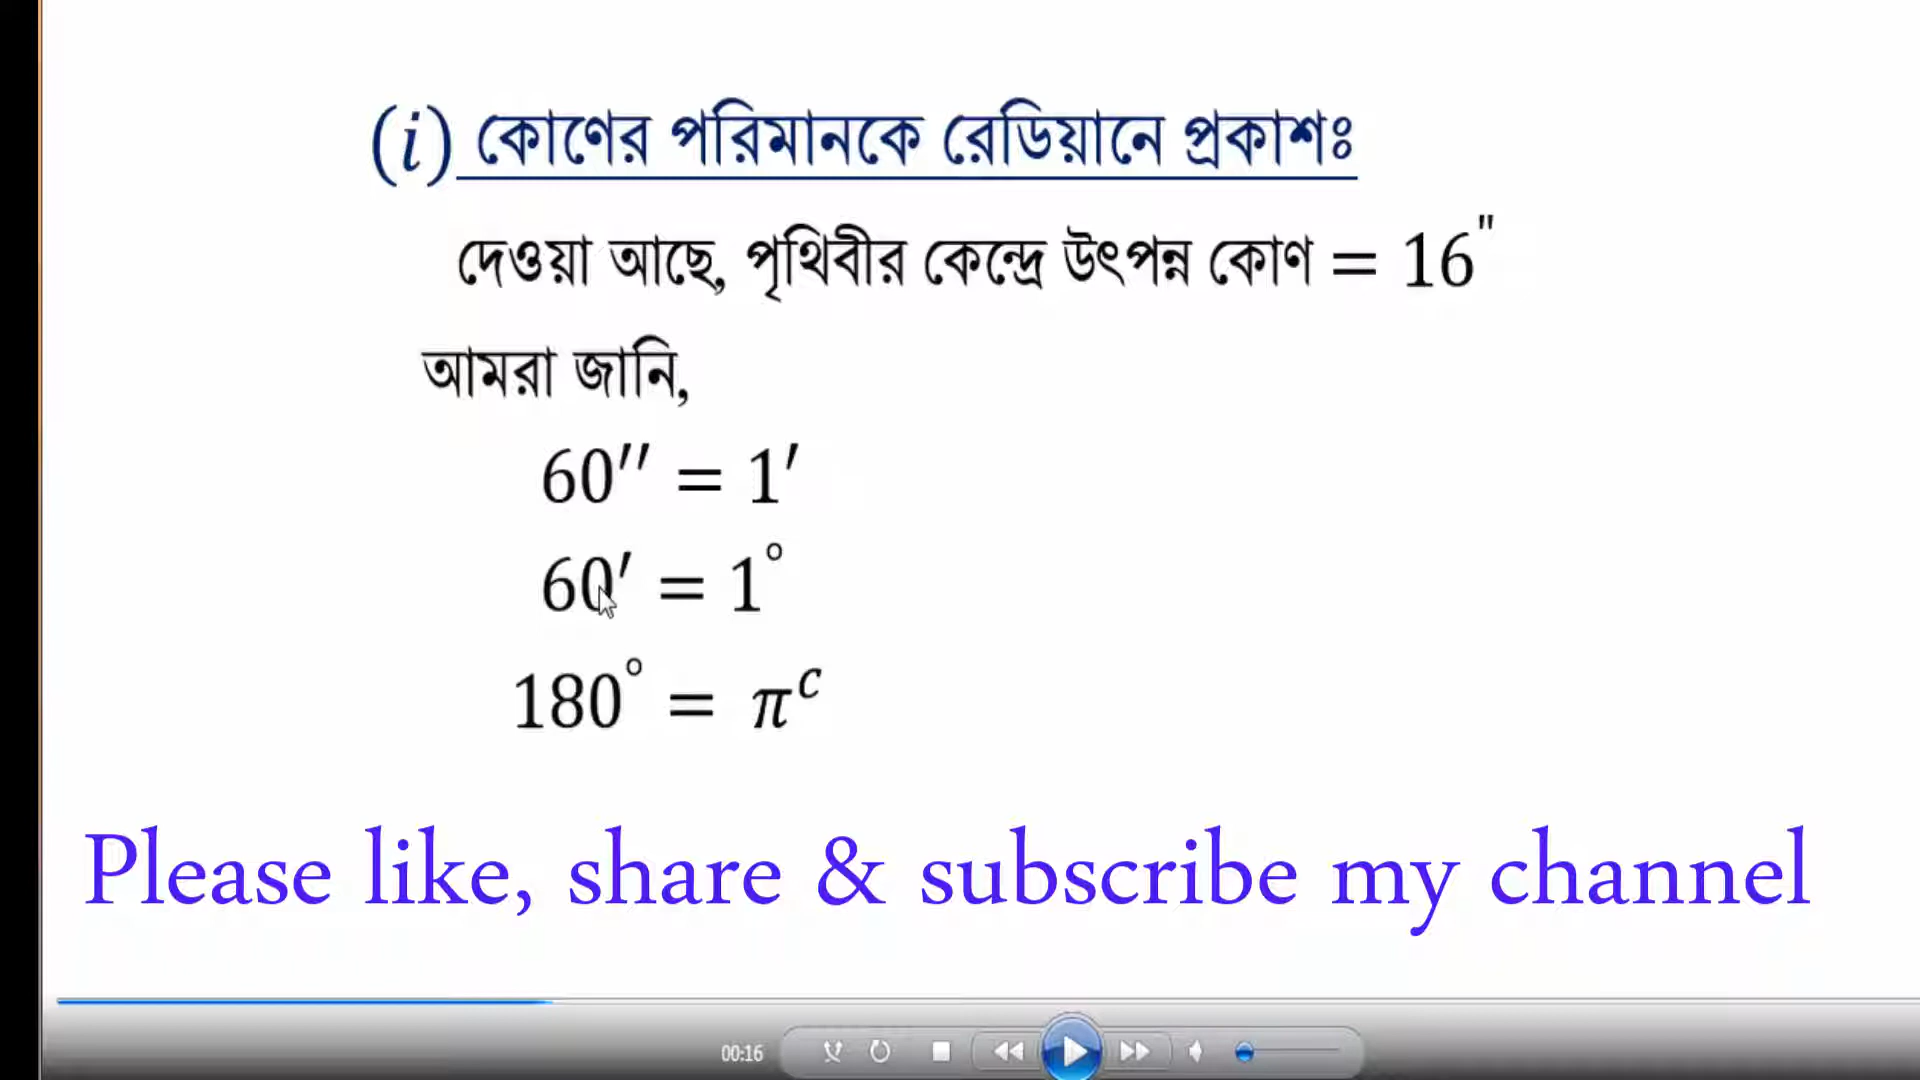 (i) কোণের পরিমানকে রেডিয়ানে প্রকাশঃ
দেওয়া আছে, পৃথিবীর কেন্দ্রে উৎপন্ন কোণ = 16"
আমরা জানি,
60′′ = 1′
60′ = 1°
180° = πᶜ
Please like, share & subscribe my channel
00:16